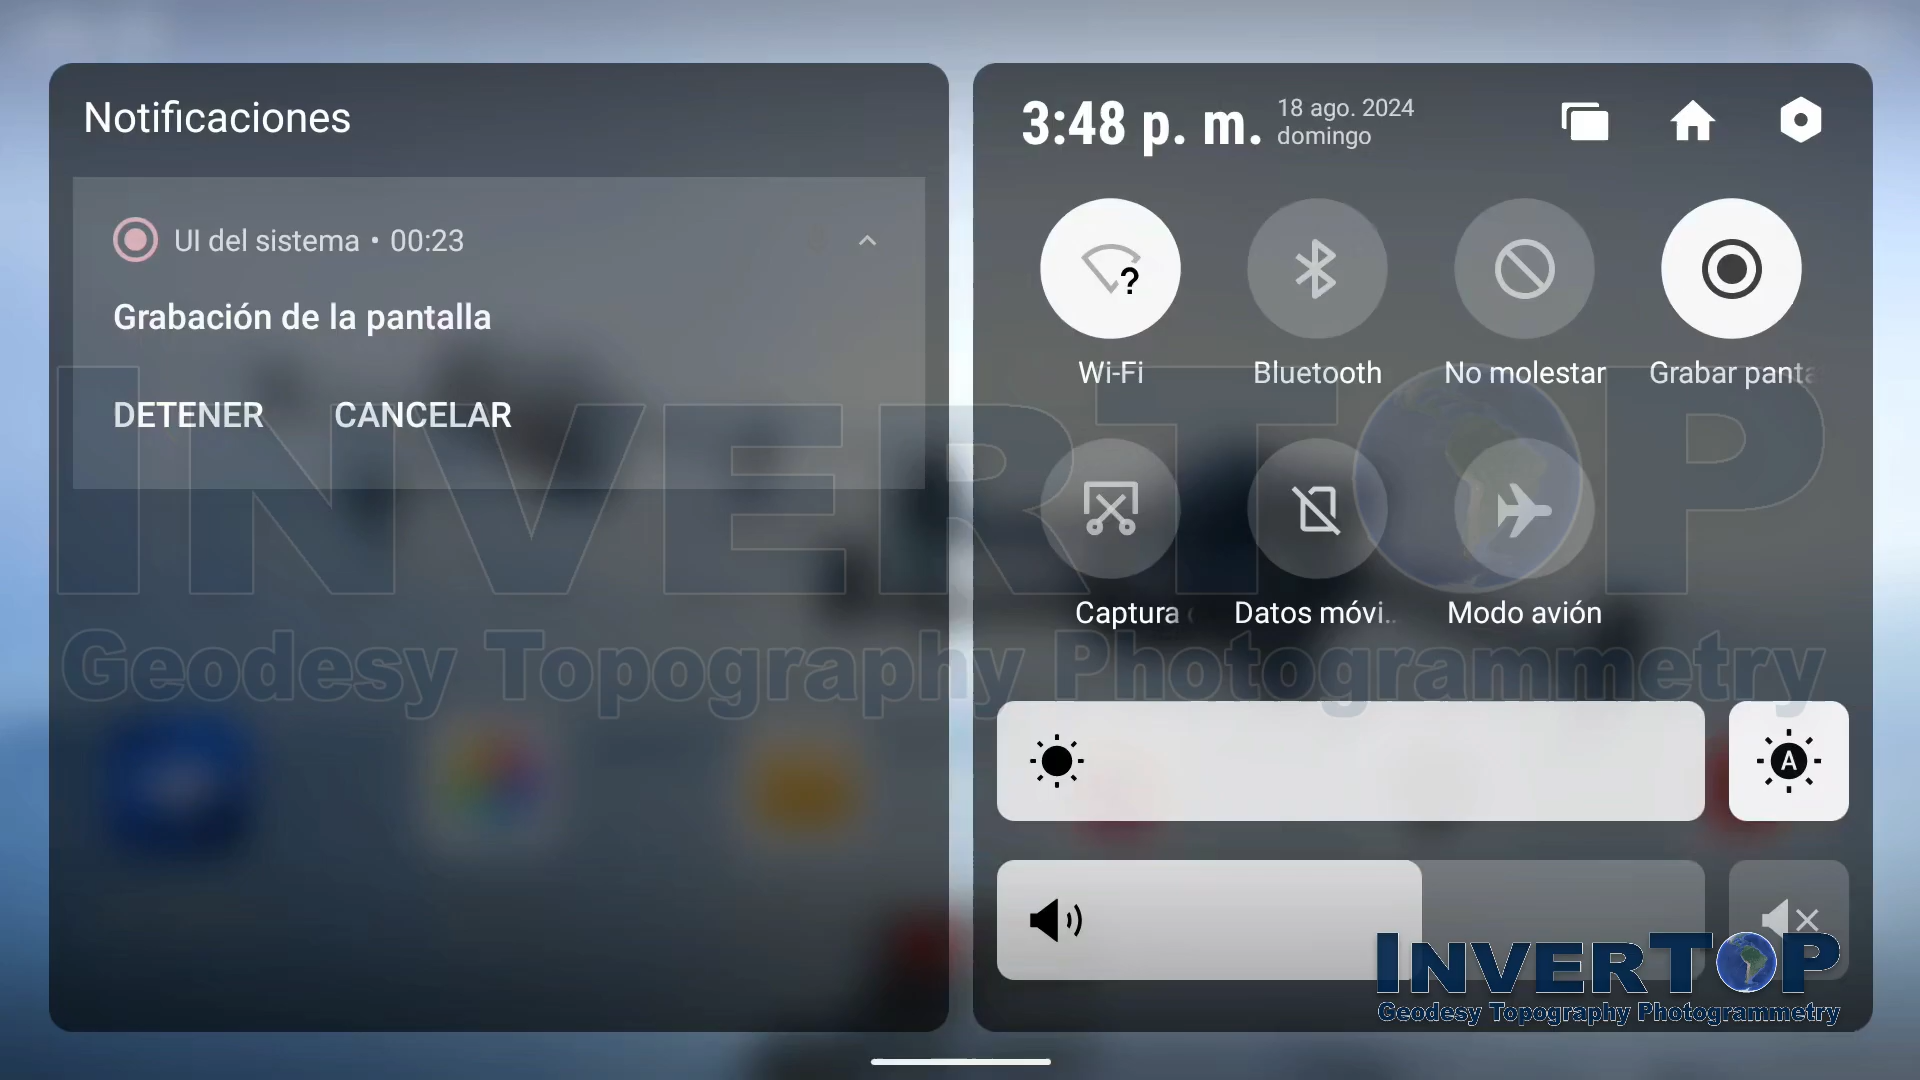 Notificaciones
UI del sistema • 00:23
Grabación de la pantalla
DETENER CANCELAR
3:48 p. m.
18 ago. 2024
domingo
?
Wi-Fi
Bluetooth
No molestar
Grabar panta
Captura
Datos móvi..
Modo avión
A
INVERTOP
Geodesy Topography Photogrammetry
INVERTOP
Geodesy Topography Photogrammetry